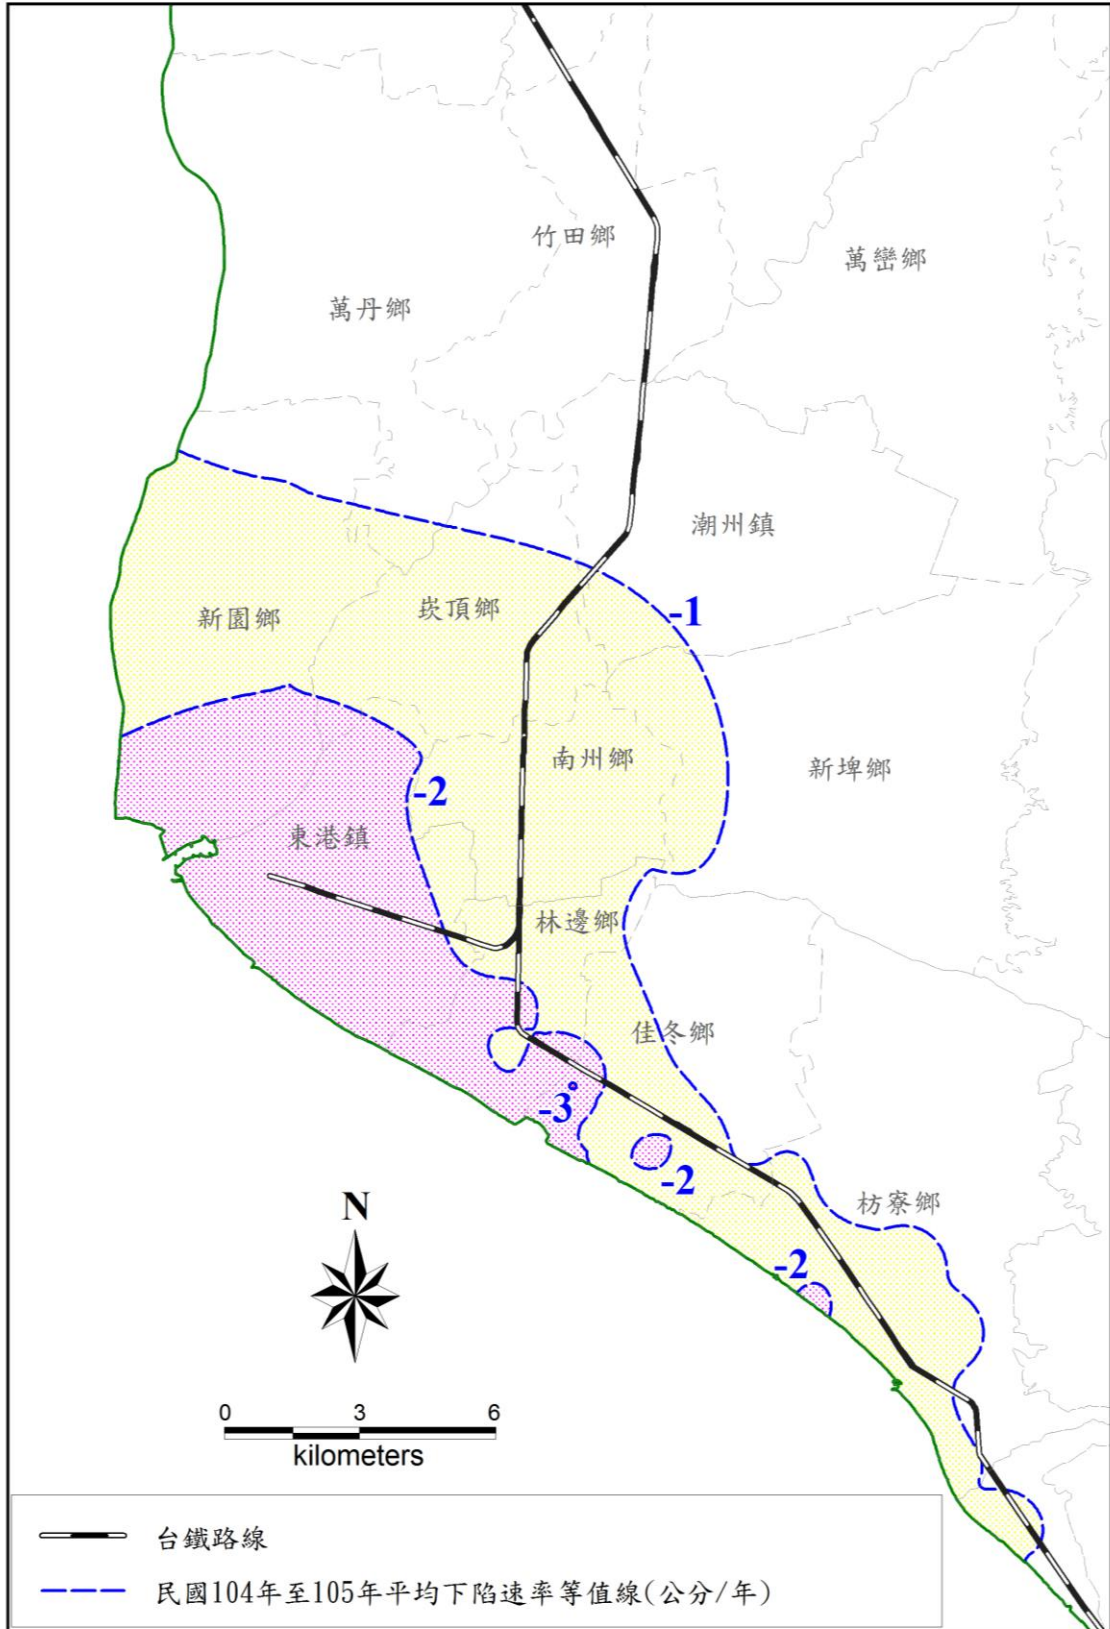 竹田鄉
萬巒鄉
萬丹鄉
潮州鎮
-1
新園鄉
崁頂鄉
南州鄉
新埤鄉
-2
東港鎮
林邊鄉
佳冬鄉
-3
-2
枋寮鄉
N
-2
0 3 6
kilometers
台鐵路線
民國104年至105年平均下陷速率等值線(公分/年)